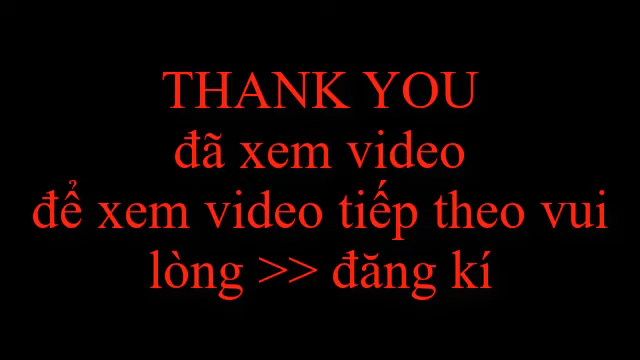 THANK YOU
đã xem video
để xem video tiếp theo vui
lòng >> đăng kí